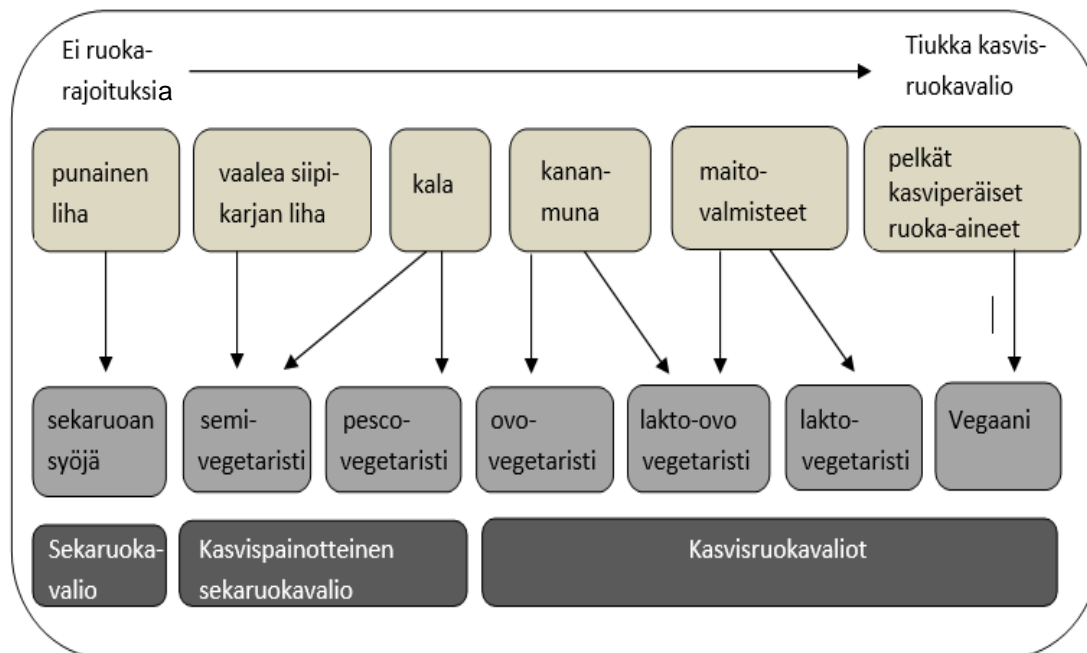 Ei ruoka-
rajoituksia
Tiukka kasvis-
ruokavalio
punainen
liha
vaalea siipi-
karjan liha
kala
kanan-
muna
maito-
valmisteet
pelkät
kasviperäiset
ruoka-aineet
sekaruoan
syöjä
semi-
vegetaristi
pesco-
vegetaristi
ovo-
vegetaristi
lakto-ovo
vegetaristi
lakto-
vegetaristi
Vegaani
Sekaruoka-
valio
Kasvispainotteinen
sekaruokavalio
Kasvisruokavaliot